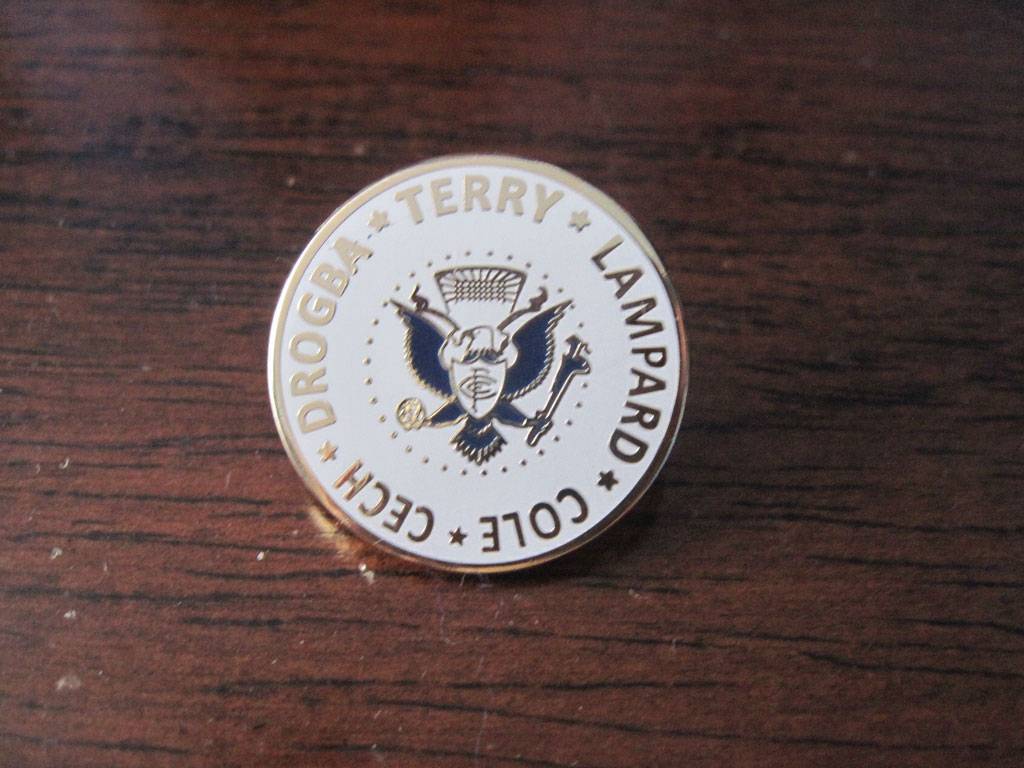 DROGBA ★ TERRY ★ LAMPARD ★ COLE ★ CECH ★